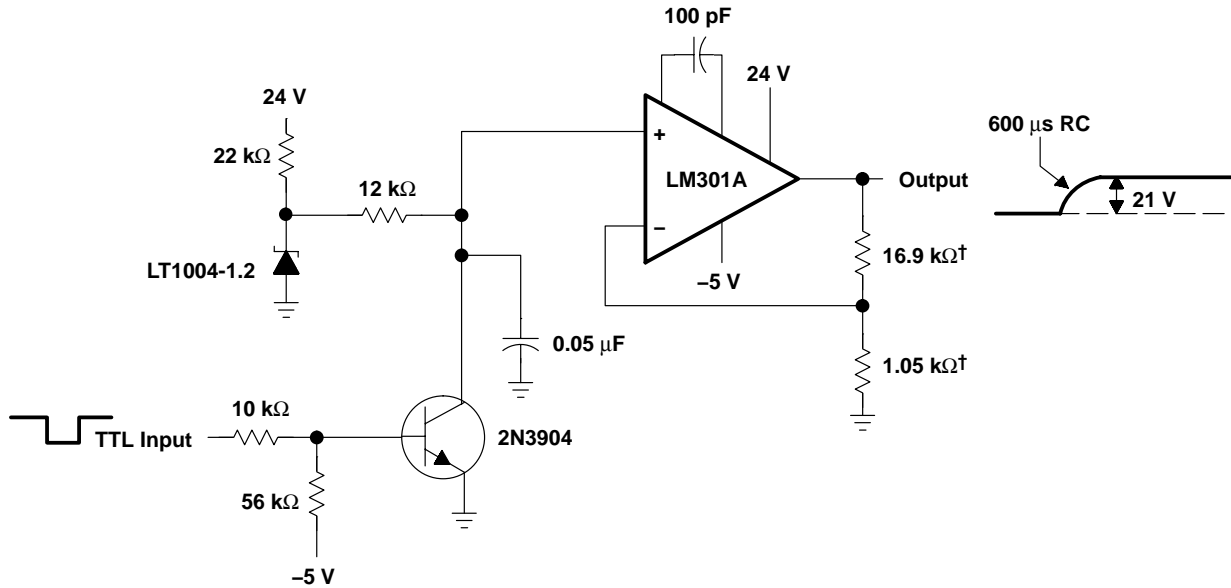 100 pF
24 V
24 V
600 μs RC
22 kΩ
+
12 kΩ
LM301A
Output
21 V
−
16.9 kΩ†
LT1004-1.2
–5 V
0.05 μF
1.05 kΩ†
10 kΩ
TTL Input
2N3904
56 kΩ
–5 V